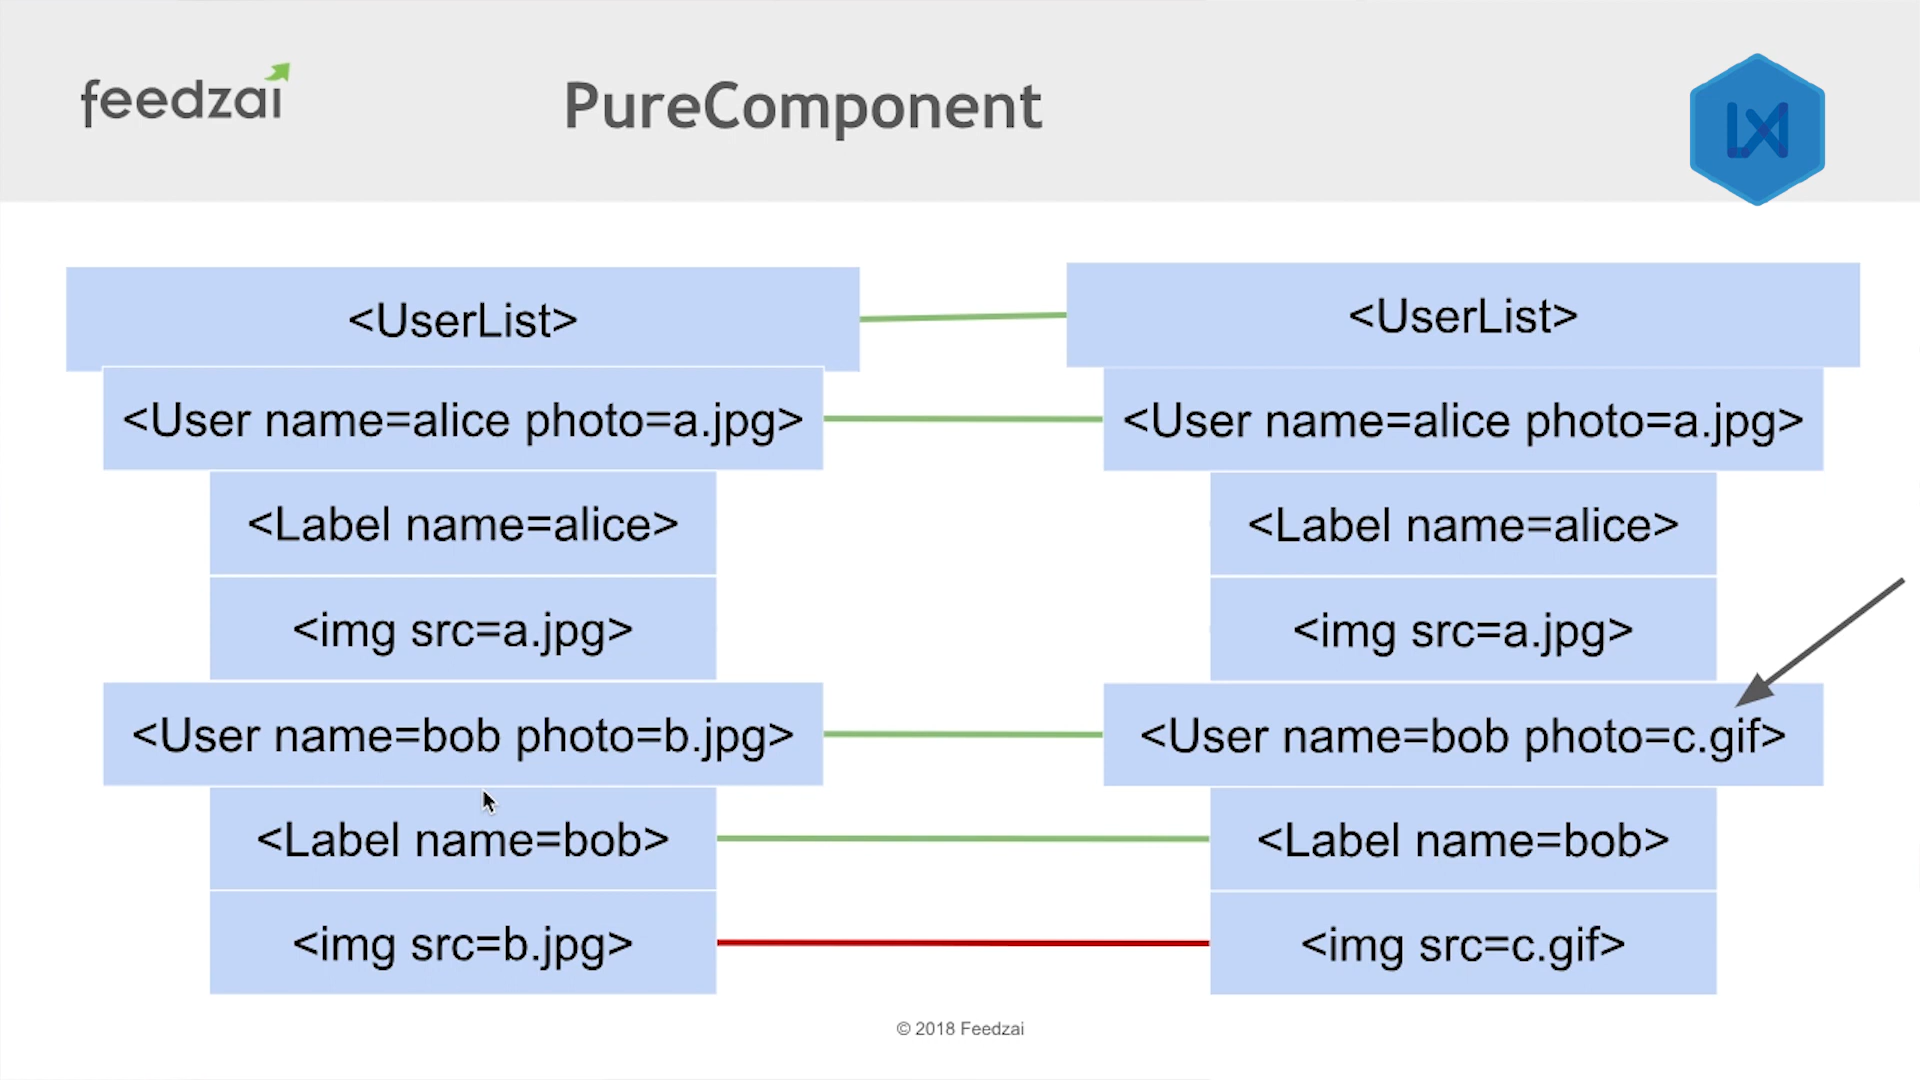 feedzai
PureComponent
LX
<UserList>
<User name=alice photo=a.jpg>
<Label name=alice>
<img src=a.jpg>
<User name=bob photo=b.jpg>
<Label name=bob>
<img src=b.jpg>
<UserList>
<User name=alice photo=a.jpg>
<Label name=alice>
<img src=a.jpg>
<User name=bob photo=c.gif>
<Label name=bob>
<img src=c.gif>
© 2018 Feedzai